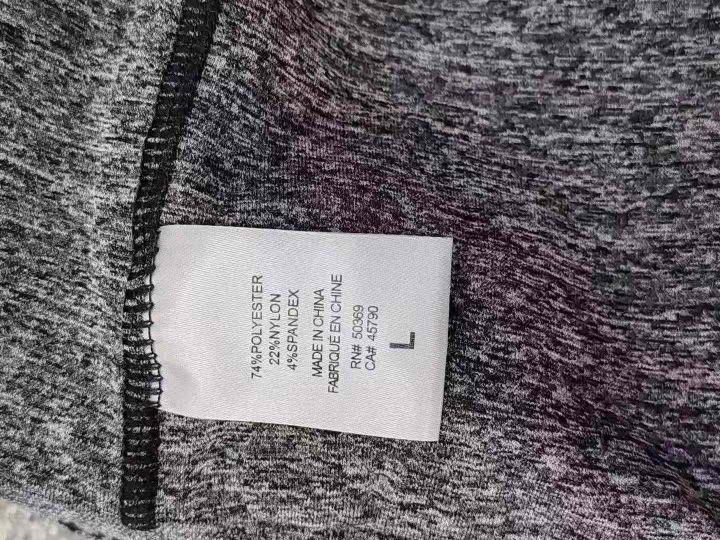 74%POLYESTER
22%NYLON
4%SPANDEX
MADE IN CHINA
FABRIQUÉ EN CHINE
RN# 50369
CA# 45790
L